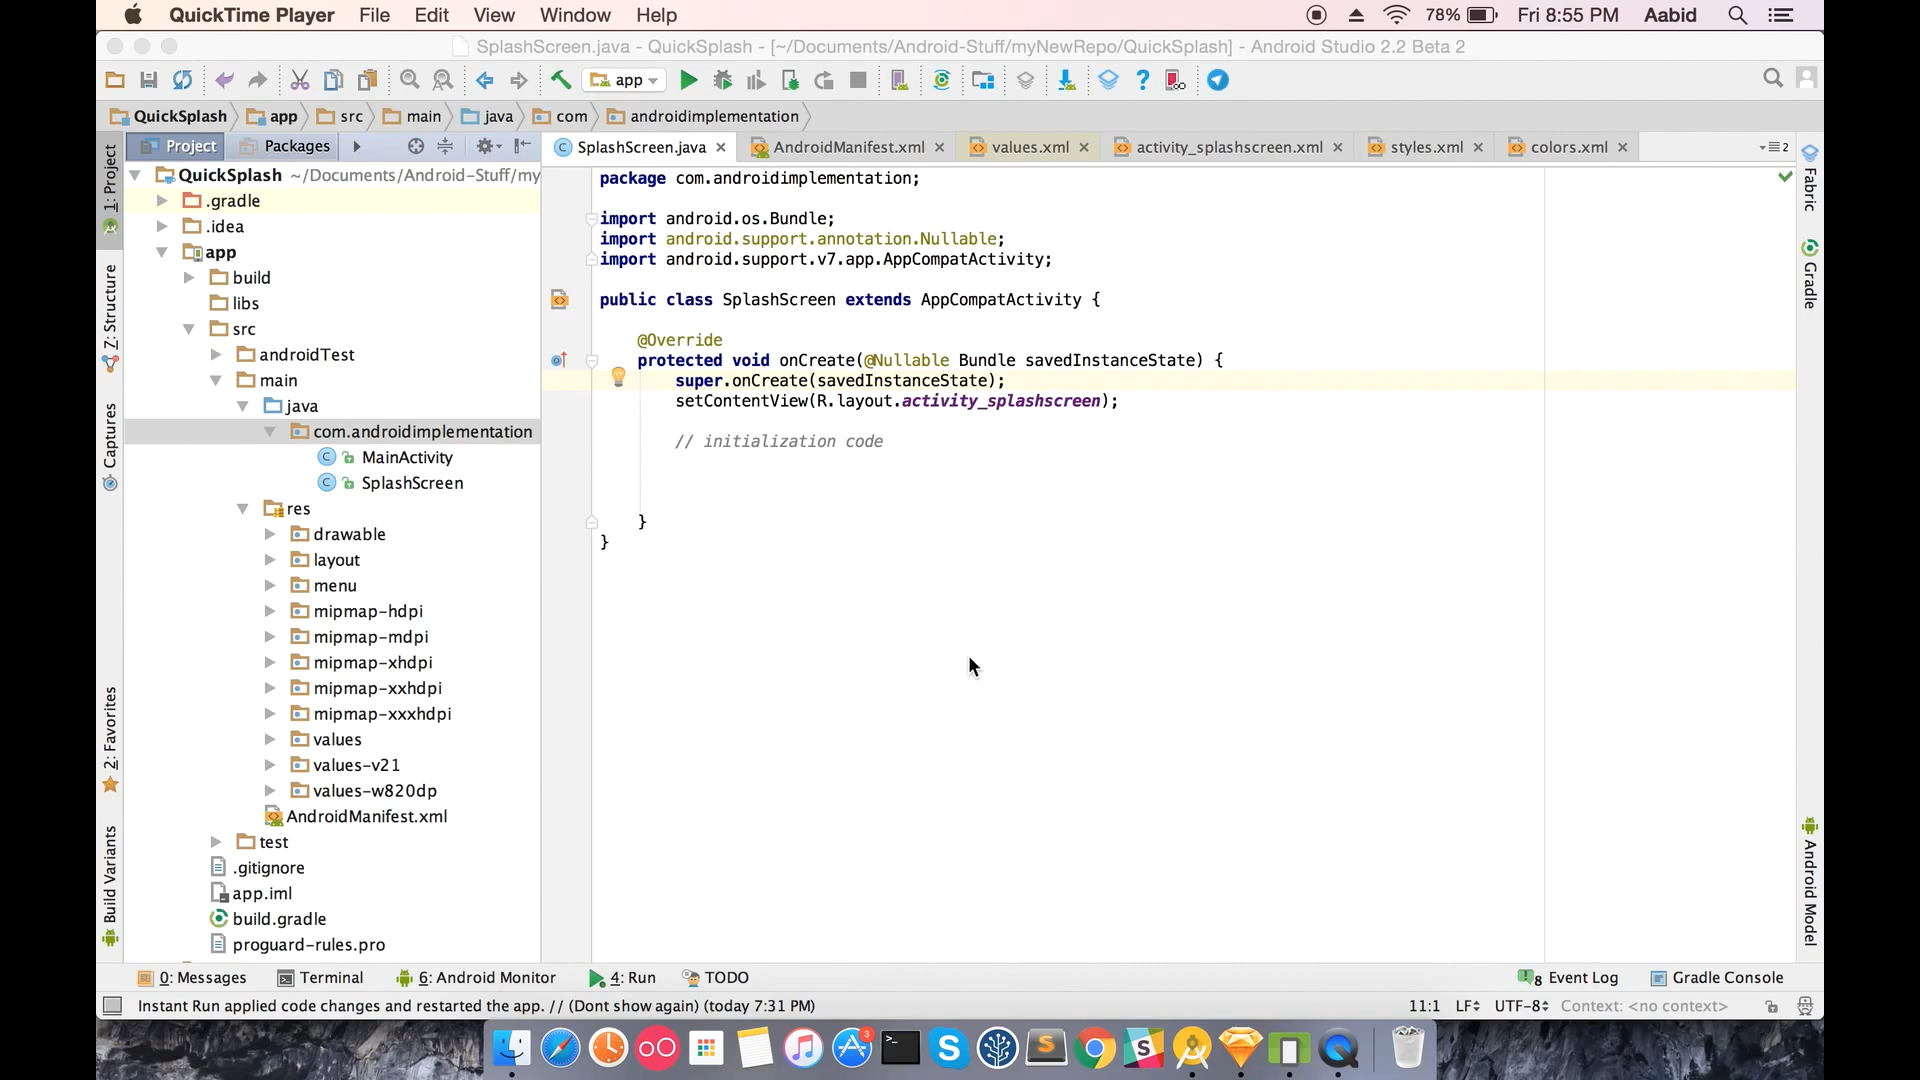 QuickTime Player File Edit View Window Help 78% Fri 8:55 PM Aabid
SplashScreen.java - QuickSplash - [~/Documents/Android-Stuff/myNewRepo/QuickSplash] - Android Studio 2.2 Beta 2
app
QuickSplash app src main java com androidimplementation
Project Packages SplashScreen.java AndroidManifest.xml values.xml activity_splashscreen.xml styles.xml colors.xml 2
1: Project
Z: Structure
Captures
2: Favorites
Build Variants
QuickSplash ~/Documents/Android-Stuff/my
.gradle
.idea
app
build
libs
src
androidTest
main
java
com.androidimplementation
MainActivity
SplashScreen
res
drawable
layout
menu
mipmap-hdpi
mipmap-mdpi
mipmap-xhdpi
mipmap-xxhdpi
mipmap-xxxhdpi
values
values-v21
values-w820dp
AndroidManifest.xml
test
.gitignore
app.iml
build.gradle
proguard-rules.pro
package com.androidimplementation;
import android.os.Bundle;
import android.support.annotation.Nullable;
import android.support.v7.app.AppCompatActivity;
public class SplashScreen extends AppCompatActivity {
@Override
protected void onCreate(@Nullable Bundle savedInstanceState) {
super.onCreate(savedInstanceState);
setContentView(R.layout.activity_splashscreen);
// initialization code
}
}
Fabric
Gradle
Android Model
0: Messages Terminal 6: Android Monitor 4: Run TODO 8 Event Log Gradle Console
Instant Run applied code changes and restarted the app. // (Dont show again) (today 7:31 PM) 11:1 LF UTF-8 Context: <no context>
3